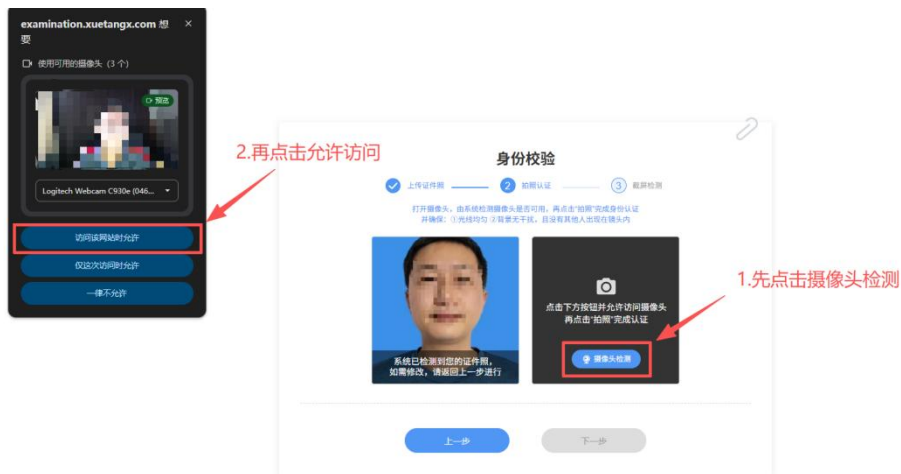 examination.xuetangx.com 想
要
使用可用的摄像头 (3 个)
预览
Logitech Webcam C930e (046...
访问该网站时允许
仅这次访问时允许
一律不允许
2.再点击允许访问
身份校验
上传证件照
2 拍照认证
3 截屏检测
打开摄像头，由系统检测摄像头是否可用，再点击“拍照”完成身份认证
并确保：①光线均匀 ②背景无干扰，且没有其他人出现在镜头内
系统已检测到您的证件照，
如需修改，请返回上一步进行
点击下方按钮并允许访问摄像头
再点击“拍照”完成认证
摄像头检测
1.先点击摄像头检测
上一步
下一步